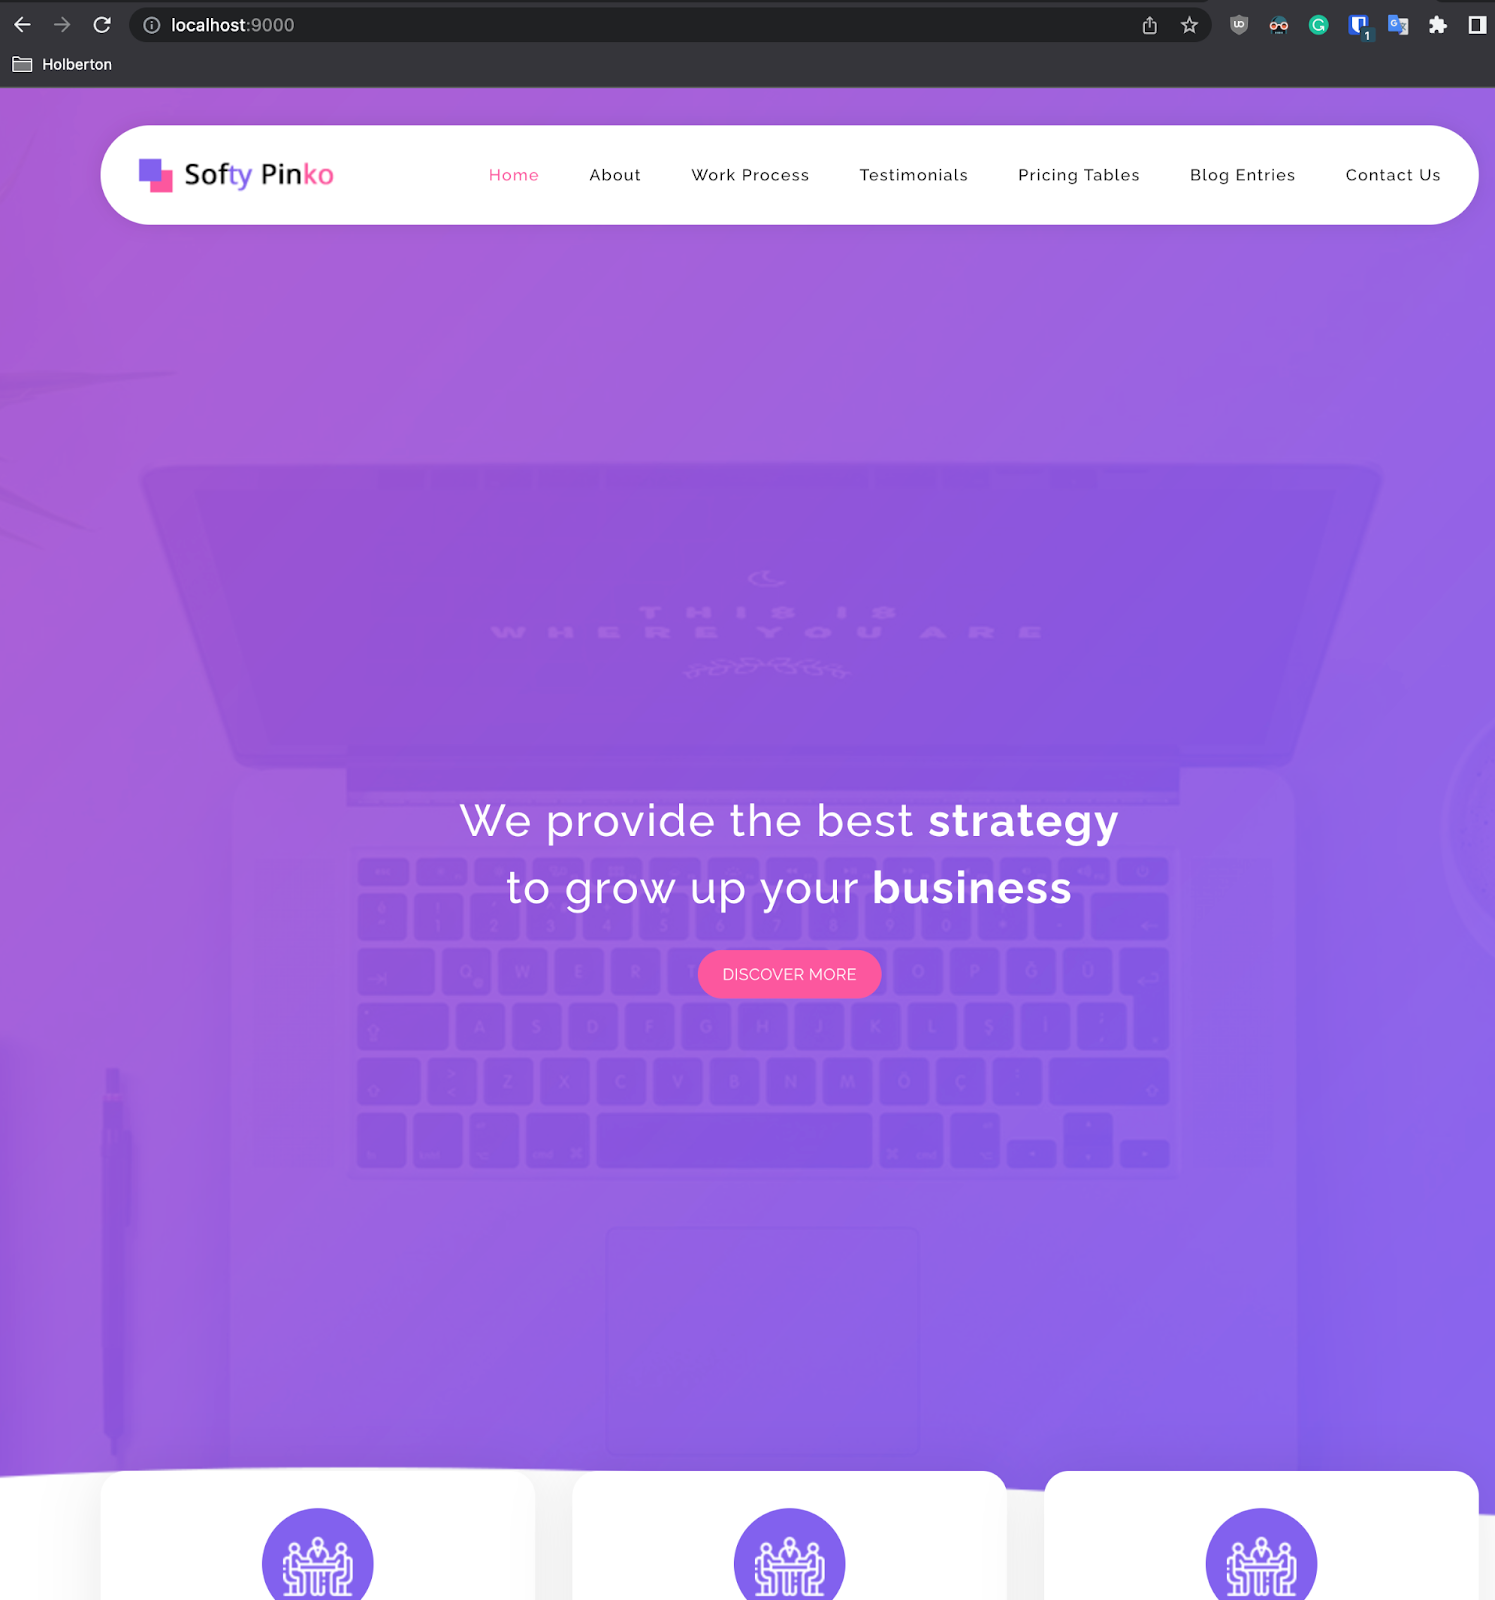 localhost:9000
1
Holberton
Softy Pinko
Home
About
Work Process
Testimonials
Pricing Tables
Blog Entries
Contact Us
THIS IS
WHERE YOU ARE
We provide the best strategy
to grow up your business
DISCOVER MORE